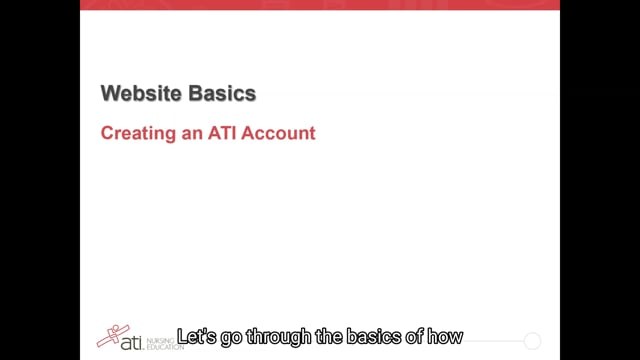 Website Basics
Creating an ATI Account
ati
NURSING
EDUCATION
Let's go through the basics of how